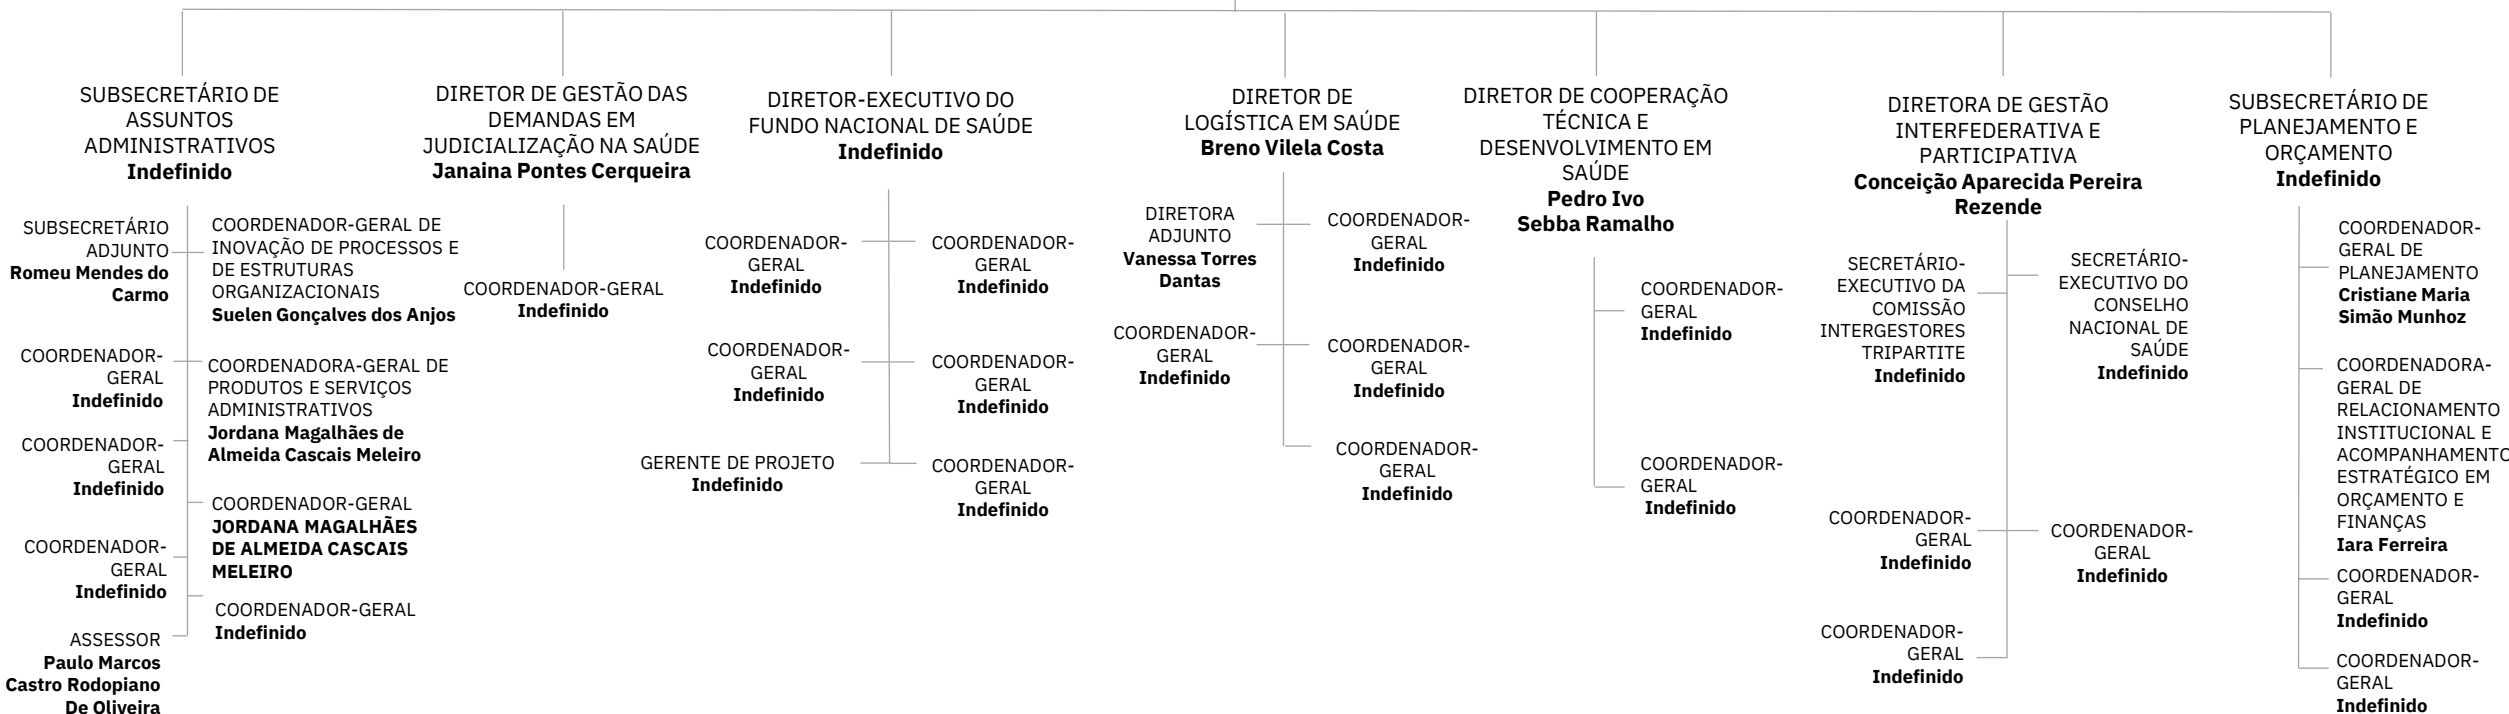 SUBSECRETÁRIO DE
ASSUNTOS
ADMINISTRATIVOS
Indefinido
SUBSECRETÁRIO
ADJUNTO
Romeu Mendes do
Carmo
COORDENADOR-GERAL DE
INOVAÇÃO DE PROCESSOS E
DE ESTRUTURAS
ORGANIZACIONAIS
Suelen Gonçalves dos Anjos
COORDENADOR-
GERAL
Indefinido
COORDENADORA-GERAL DE
PRODUTOS E SERVIÇOS
ADMINISTRATIVOS
Jordana Magalhães de
Almeida Cascais Meleiro
COORDENADOR-
GERAL
Indefinido
COORDENADOR-GERAL
JORDANA MAGALHÃES
DE ALMEIDA CASCAIS
MELEIRO
COORDENADOR-
GERAL
Indefinido
COORDENADOR-GERAL
Indefinido
ASSESSOR
Paulo Marcos
Castro Rodopiano
De Oliveira
DIRETOR DE GESTÃO DAS
DEMANDAS EM
JUDICIALIZAÇÃO NA SAÚDE
Janaina Pontes Cerqueira
COORDENADOR-GERAL
Indefinido
DIRETOR-EXECUTIVO DO
FUNDO NACIONAL DE SAÚDE
Indefinido
COORDENADOR-
GERAL
Indefinido
COORDENADOR-
GERAL
Indefinido
COORDENADOR-
GERAL
Indefinido
COORDENADOR-
GERAL
Indefinido
GERENTE DE PROJETO
Indefinido
COORDENADOR-
GERAL
Indefinido
DIRETOR DE
LOGÍSTICA EM SAÚDE
Breno Vilela Costa
DIRETORA
ADJUNTO
Vanessa Torres
Dantas
COORDENADOR-
GERAL
Indefinido
COORDENADOR-
GERAL
Indefinido
COORDENADOR-
GERAL
Indefinido
COORDENADOR-
GERAL
Indefinido
DIRETOR DE COOPERAÇÃO
TÉCNICA E
DESENVOLVIMENTO EM
SAÚDE
Pedro Ivo
Sebba Ramalho
COORDENADOR-
GERAL
Indefinido
COORDENADOR-
GERAL
Indefinido
DIRETORA DE GESTÃO
INTERFEDERATIVA E
PARTICIPATIVA
Conceição Aparecida Pereira
Rezende
SECRETÁRIO-
EXECUTIVO DA
COMISSÃO
INTERGESTORES
TRIPARTITE
Indefinido
SECRETÁRIO-
EXECUTIVO DO
CONSELHO
NACIONAL DE
SAÚDE
Indefinido
COORDENADOR-
GERAL
Indefinido
COORDENADOR-
GERAL
Indefinido
COORDENADOR-
GERAL
Indefinido
SUBSECRETÁRIO DE
PLANEJAMENTO E
ORÇAMENTO
Indefinido
COORDENADOR-
GERAL DE
PLANEJAMENTO
Cristiane Maria
Simão Munhoz
COORDENADORA-
GERAL DE
RELACIONAMENTO
INSTITUCIONAL E
ACOMPANHAMENTO
ESTRATÉGICO EM
ORÇAMENTO E
FINANÇAS
Iara Ferreira
COORDENADOR-
GERAL
Indefinido
COORDENADOR-
GERAL
Indefinido